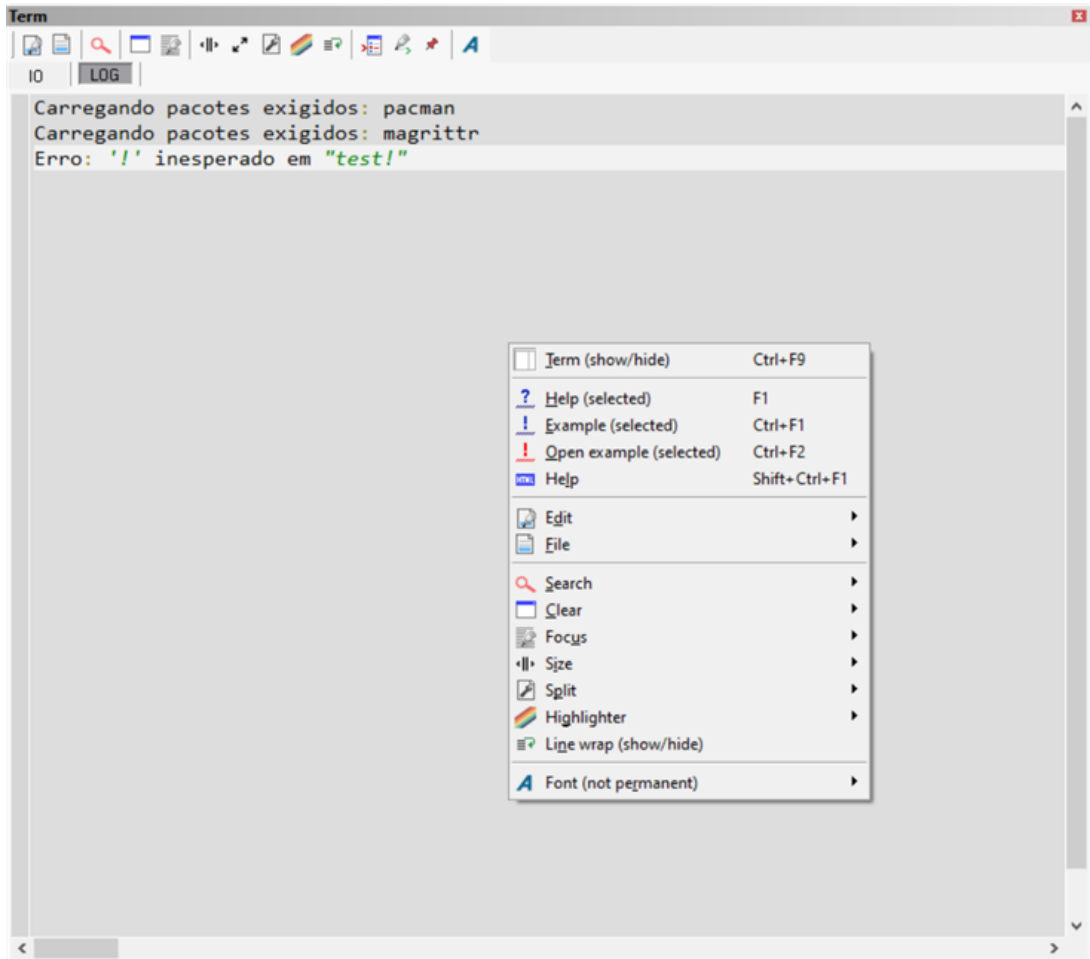 Term
IO LOG
Carregando pacotes exigidos: pacman
Carregando pacotes exigidos: magrittr
Erro: '!' inesperado em "test!"
Term (show/hide) Ctrl+F9
Help (selected) F1
Example (selected) Ctrl+F1
Open example (selected) Ctrl+F2
Help Shift+Ctrl+F1
Edit
File
Search
Clear
Focus
Size
Split
Highlighter
Line wrap (show/hide)
Font (not permanent)